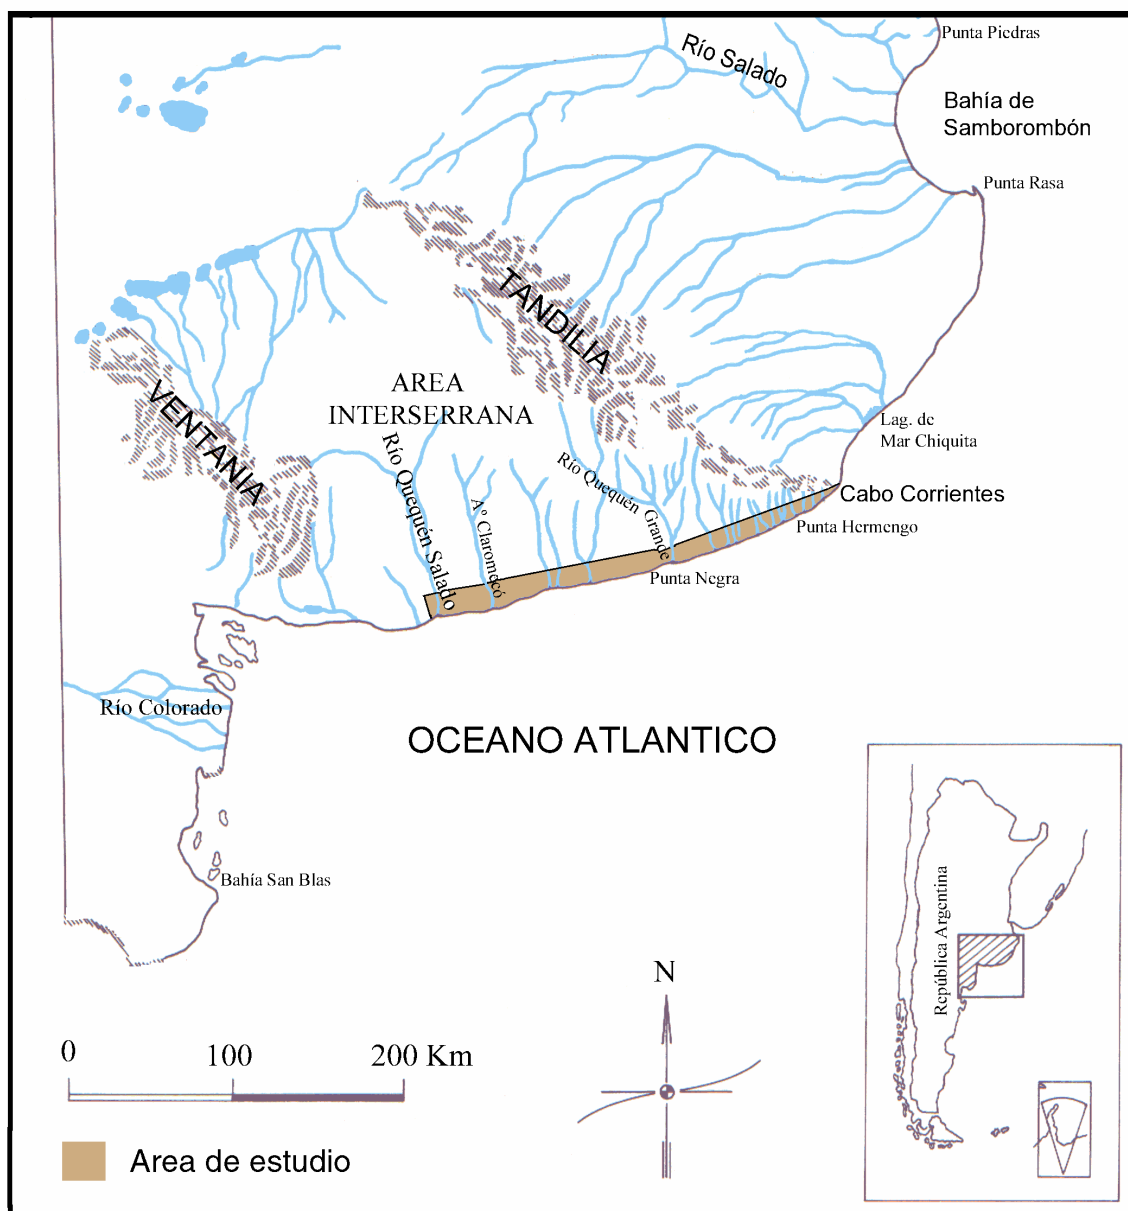 Punta Piedras
Río Salado
Bahía de
Samborombón
Punta Rasa
TANDILIA
VENTANIA
AREA
INTERSERRANA
Lag. de
Mar Chiquita
Río Quequén Salado
Aº Claromecó
Río Quequén Grande
Cabo Corrientes
Punta Hermengo
Punta Negra
Río Colorado
OCEANO ATLANTICO
Bahía San Blas
República Argentina
N
0 100 200 Km
Area de estudio